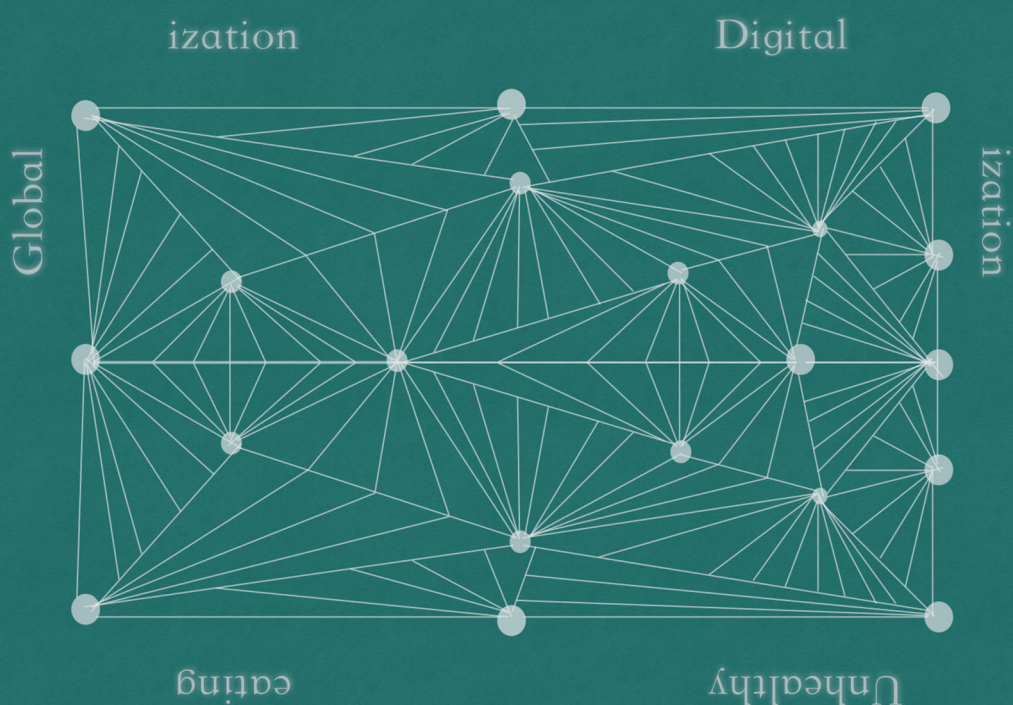 Global
ization
Digital
ization
Unhealthy
eating